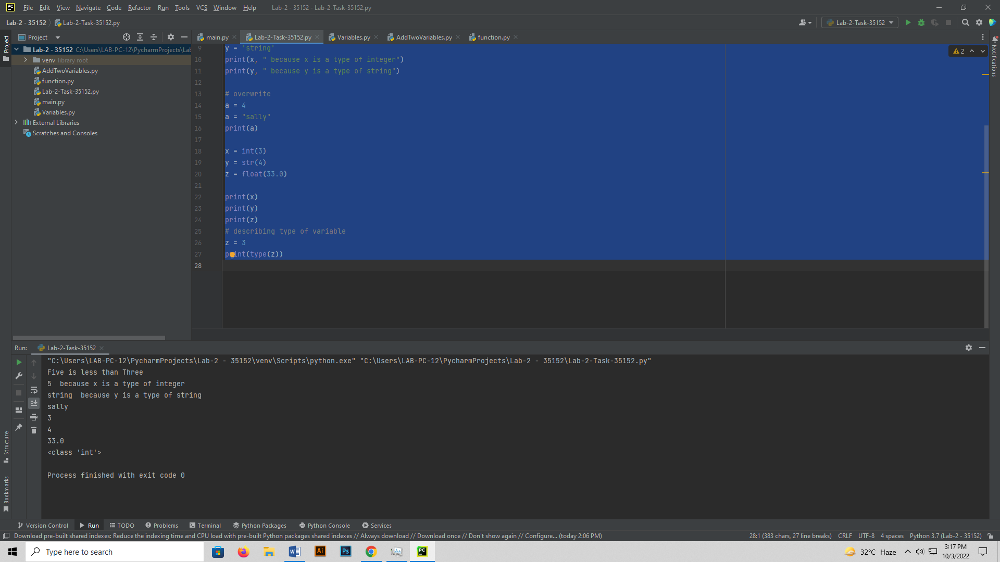 PC File Edit View Navigate Code Refactor Run Tools VCS Window Help Lab-2 - 35152 - Lab-2-Task-35152.py
Lab-2 - 35152 Lab-2-Task-35152.py Lab-2-Task-35152
Project
Project
Lab-2 - 35152 C:\Users\LAB-PC-12\PycharmProjects\Lab
venv library root
AddTwoVariables.py
function.py
Lab-2-Task-35152.py
main.py
Variables.py
External Libraries
Scratches and Consoles
main.py Lab-2-Task-35152.py Variables.py AddTwoVariables.py function.py
2
Notifications
9 y = 'string'
10 print(x, " because x is a type of integer")
11 print(y, " because y is a type of string")
12
13 # overwrite
14 a = 4
15 a = "sally"
16 print(a)
17
18 x = int(3)
19 y = str(4)
20 z = float(33.0)
21
22 print(x)
23 print(y)
24 print(z)
25 # describing type of variable
26 z = 3
27 print(type(z))
28
Run: Lab-2-Task-35152
"C:\Users\LAB-PC-12\PycharmProjects\Lab-2 - 35152\venv\Scripts\python.exe" "C:\Users\LAB-PC-12\PycharmProjects\Lab-2 - 35152\Lab-2-Task-35152.py"
Five is less than Three
5  because x is a type of integer
string  because y is a type of string
sally
3
4
33.0
<class 'int'>
Process finished with exit code 0
Structure
Bookmarks
Version Control Run TODO Problems Terminal Python Packages Python Console Services
Download pre-built shared indexes: Reduce the indexing time and CPU load with pre-built Python packages shared indexes // Always download // Download once // Don't show again // Configure... (today 2:06 PM) 28:1 (383 chars, 27 line breaks) CRLF UTF-8 4 spaces Python 3.7 (Lab-2 - 35152)
Type here to search W Ai Ps PC 32°C Haze 3:17 PM
10/3/2022